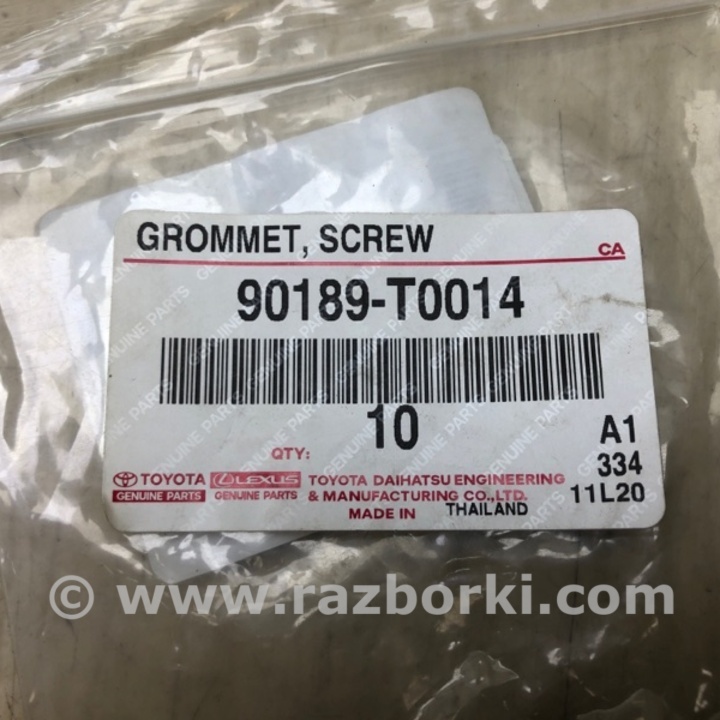 GROMMET, SCREW
CA
90189-T0014
QTY: 10
A1
334
11L20
TOYOTA
GENUINE PARTS
LEXUS
GENUINE PARTS
TOYOTA DAIHATSU ENGINEERING
& MANUFACTURING CO.,LTD.
MADE IN THAILAND
© www.razborki.com